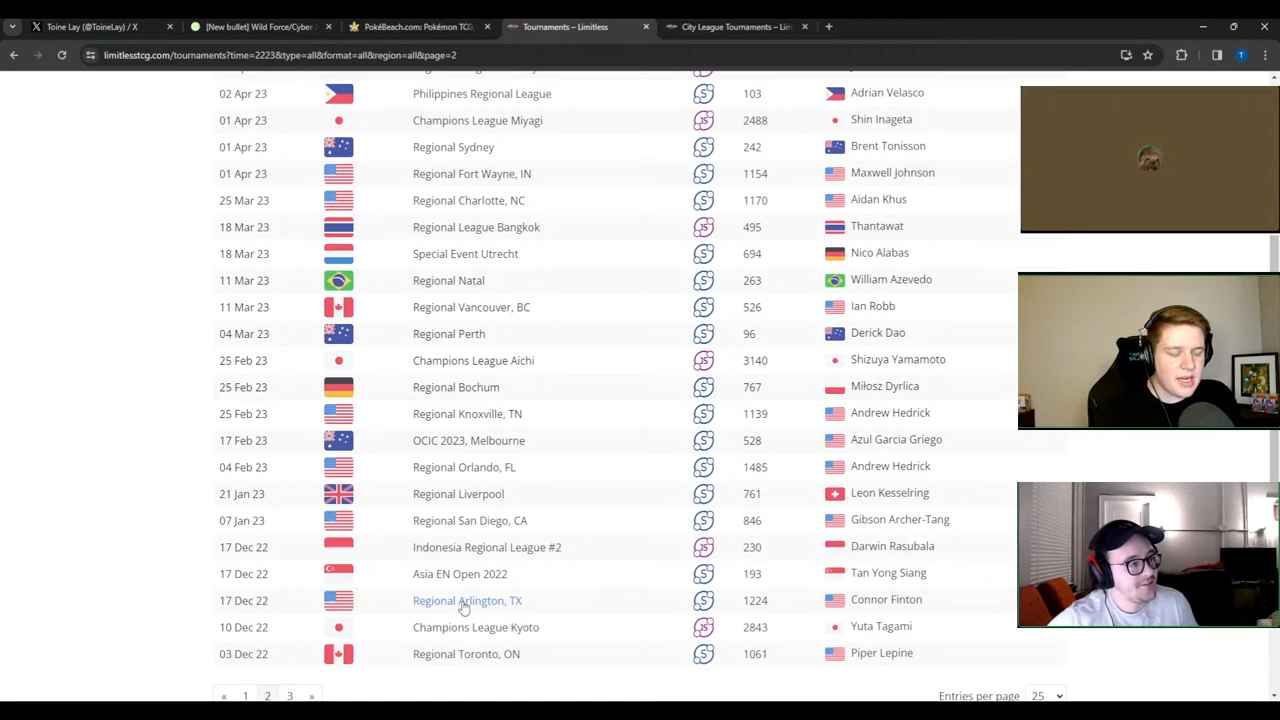 Toine Lay (@ToineLay) / X
[New bullet] Wild Force/Cyber
PokéBeach.com: Pokémon TCG
Tournaments – Limitless
City League Tournaments – Lim
limitlesstcg.com/tournaments?time=2223&type=all&format=all&region=all&page=2
T
02 Apr 23 Philippines Regional League S 103 Adrian Velasco
01 Apr 23 Champions League Miyagi JS 2488 Shin Inageta
01 Apr 23 Regional Sydney S 242 Brent Tonisson
01 Apr 23 Regional Fort Wayne, IN S 1154 Maxwell Johnson
25 Mar 23 Regional Charlotte, NC S 1170 Aidan Khus
18 Mar 23 Regional League Bangkok JS 495 Thantawat
18 Mar 23 Special Event Utrecht S 694 Nico Alabas
11 Mar 23 Regional Natal S 263 William Azevedo
11 Mar 23 Regional Vancouver, BC S 526 Ian Robb
04 Mar 23 Regional Perth S 96 Derick Dao
25 Feb 23 Champions League Aichi JS 3140 Shizuya Yamamoto
25 Feb 23 Regional Bochum S 767 Miłosz Dyrlica
25 Feb 23 Regional Knoxville, TN S 1139 Andrew Hedrick
17 Feb 23 OCIC 2023, Melbourne S 528 Azul Garcia Griego
04 Feb 23 Regional Orlando, FL S 1485 Andrew Hedrick
21 Jan 23 Regional Liverpool S 761 Leon Kesselring
07 Jan 23 Regional San Diego, CA S Gibson Archer-Tang
17 Dec 22 Indonesia Regional League #2 JS 230 Darwin Rasubala
17 Dec 22 Asia EN Open 2022 S 193 Tan Yong Siang
17 Dec 22 Regional Arlington, TX S 1224 Connor Finton
10 Dec 22 Champions League Kyoto JS 2843 Yuta Tagami
03 Dec 22 Regional Toronto, ON S 1061 Piper Lepine
« 1 2 3 » Entries per page 25